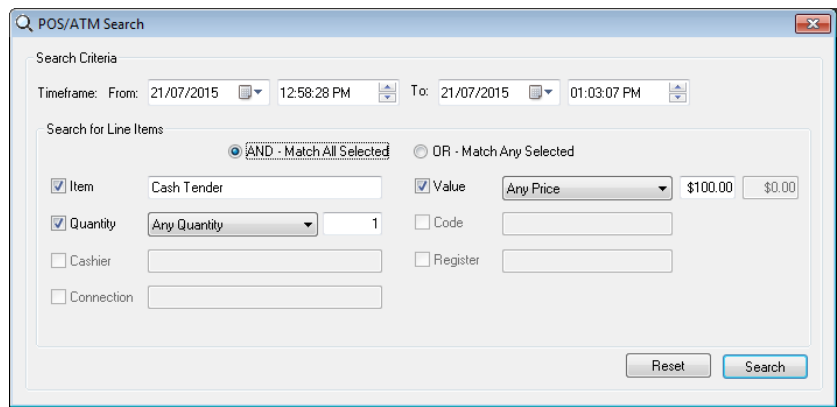 POS/ATM Search
Search Criteria
Timeframe: From: 21/07/2015 12:58:28 PM To: 21/07/2015 01:03:07 PM
Search for Line Items
AND - Match All Selected OR - Match Any Selected
Item Cash Tender Value Any Price $100.00 $0.00
Quantity Any Quantity 1 Code
Cashier Register
Connection
Reset Search